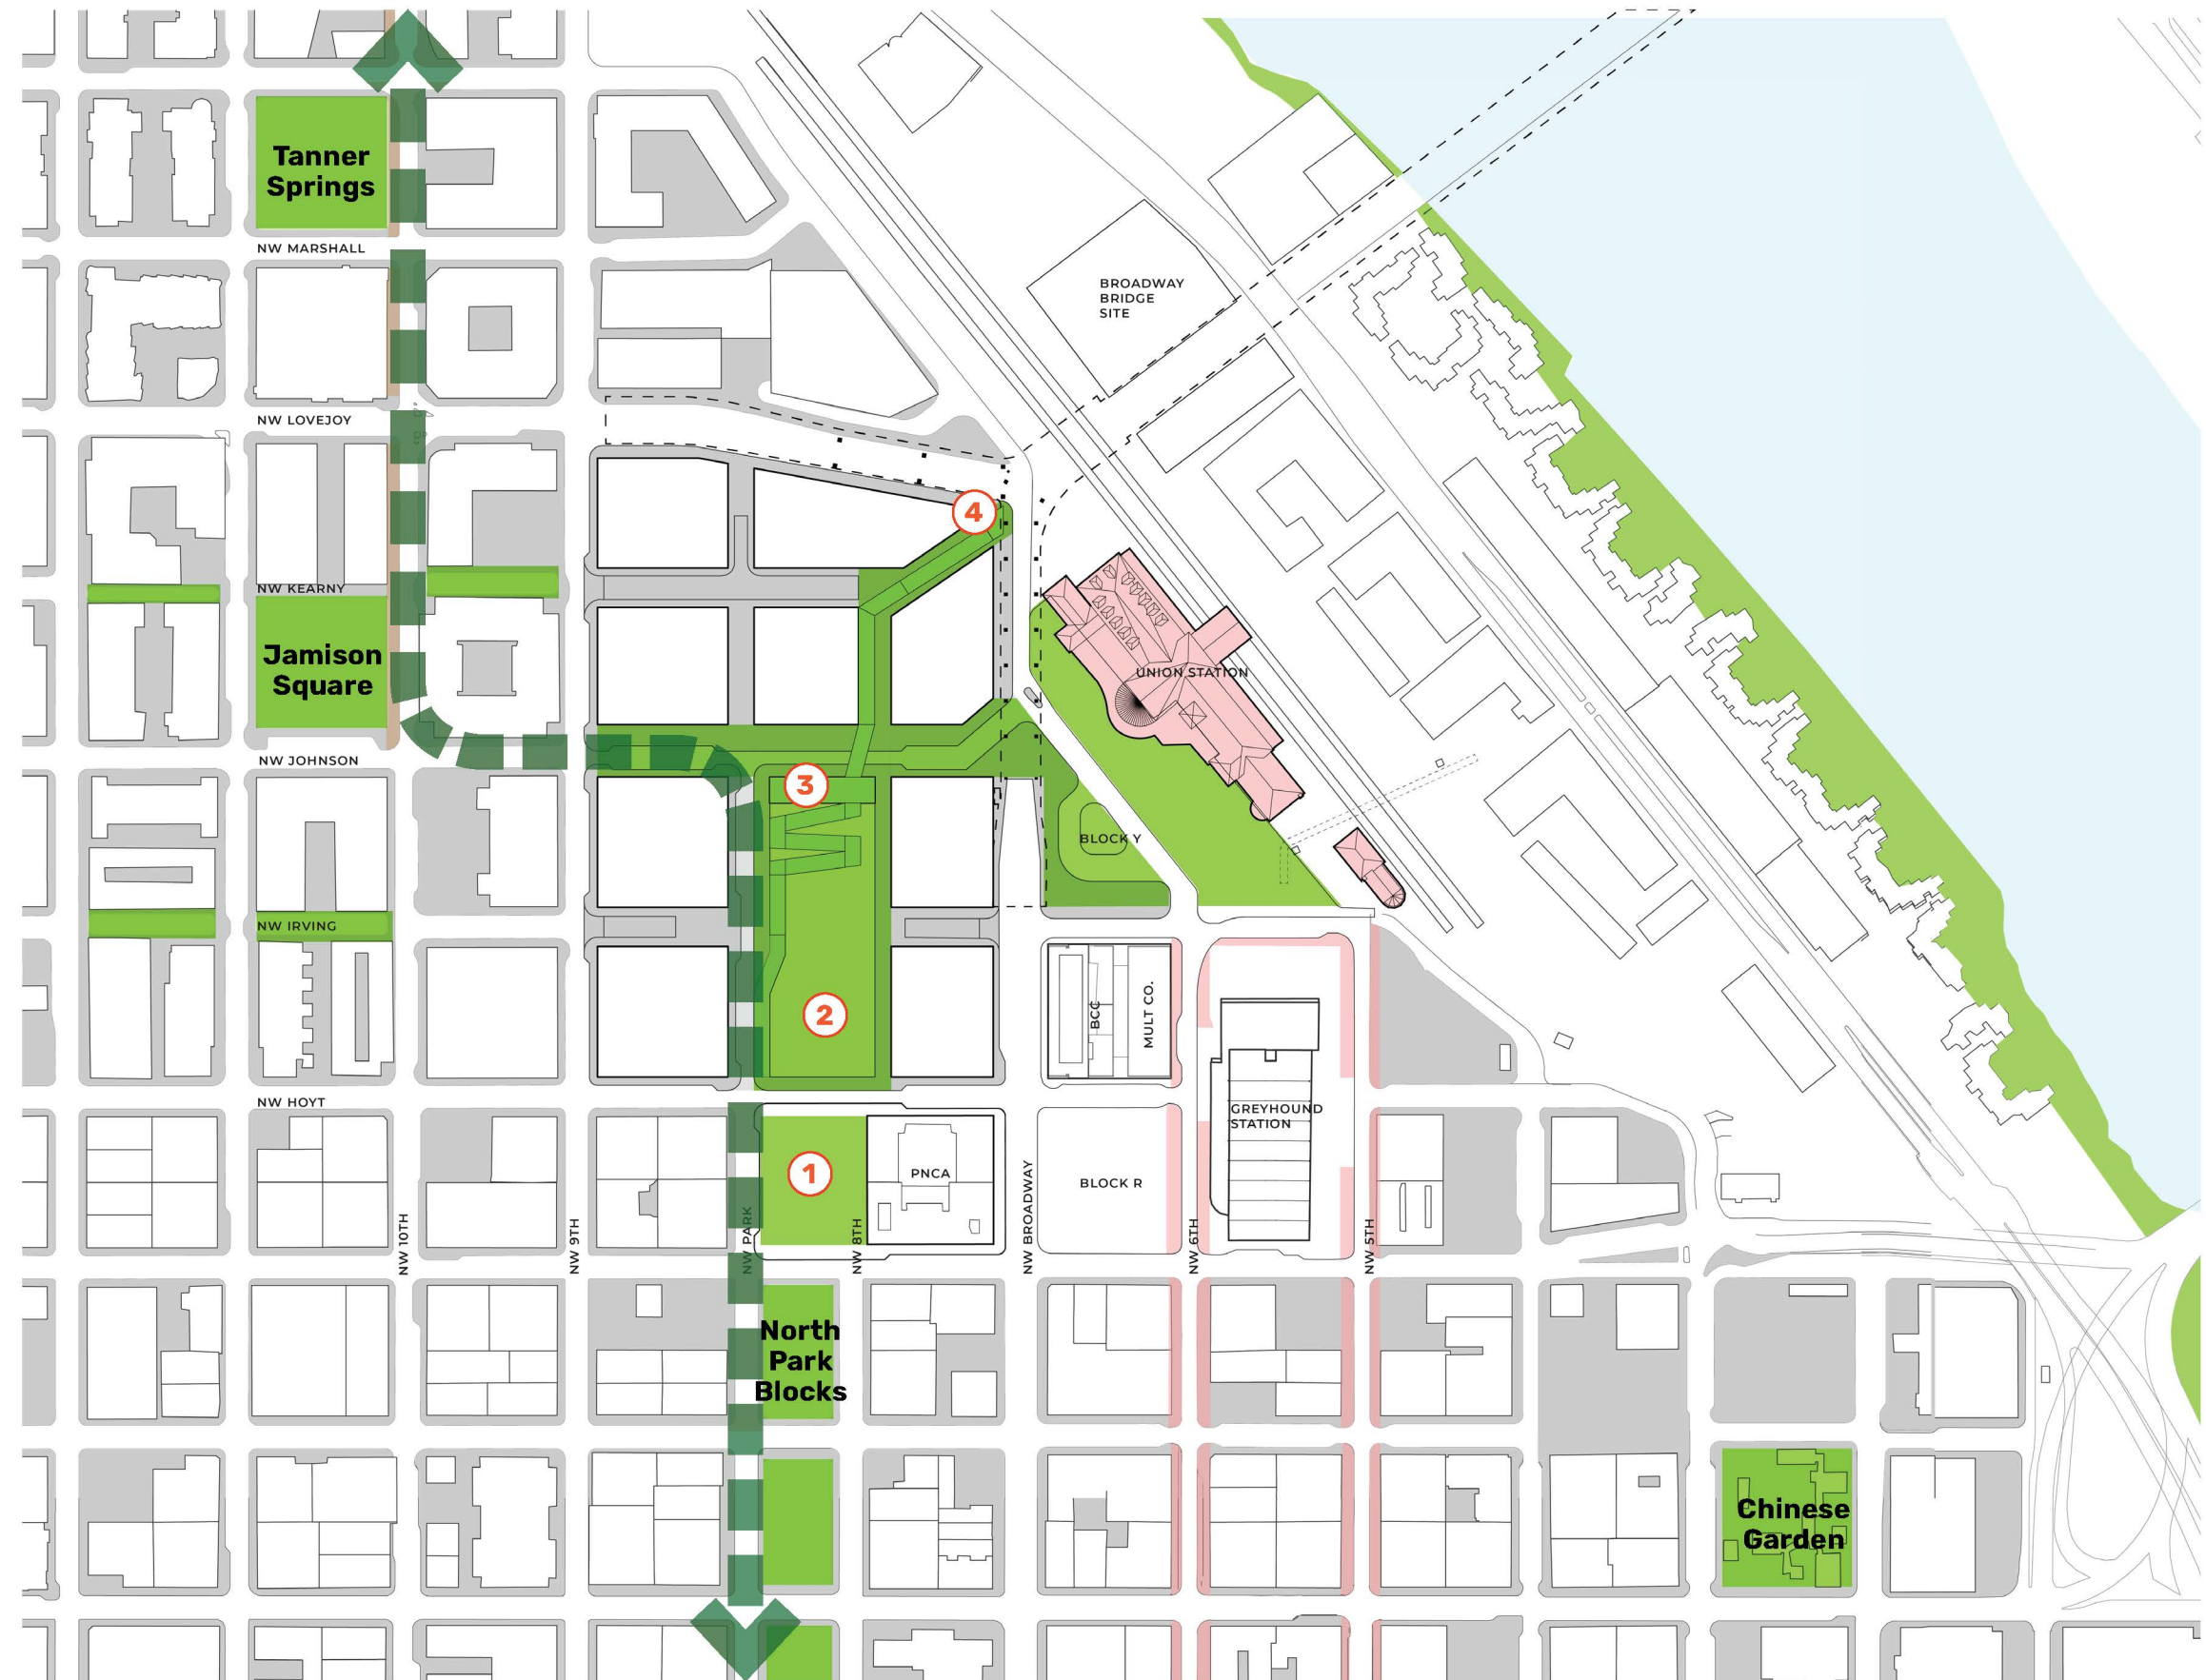 Tanner
Springs
NW MARSHALL
BROADWAY
BRIDGE
SITE
NW LOVEJOY
4
NW KEARNY
Jamison
Square
UNION STATION
NW JOHNSON
3
BLOCK Y
NW IRVING
2
BCC
MULT CO.
NW HOYT
GREYHOUND
STATION
1
PNCA
BLOCK R
NW 10TH
NW 9TH
NW PARK
NW 8TH
NW BROADWAY
NW 6TH
NW 5TH
North
Park
Blocks
Chinese
Garden